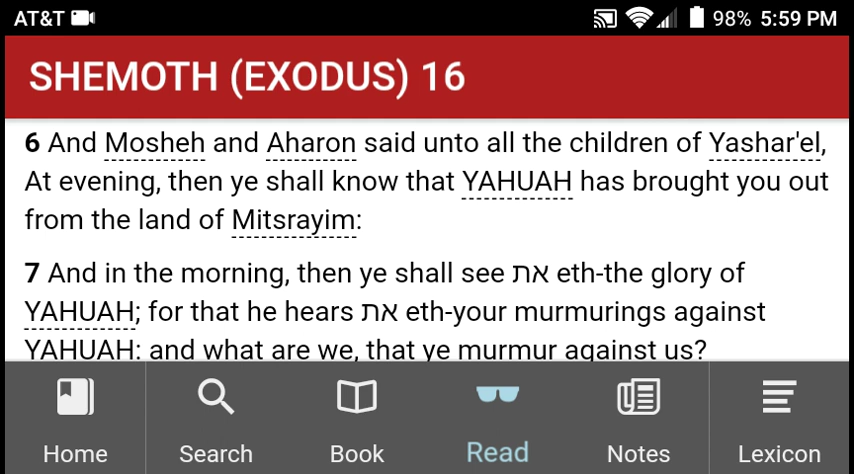 AT&T 98% 5:59 PM
SHEMOTH (EXODUS) 16
6 And Mosheh and Aharon said unto all the children of Yashar'el,
At evening, then ye shall know that YAHUAH has brought you out
from the land of Mitsrayim:
7 And in the morning, then ye shall see את eth-the glory of
YAHUAH; for that he hears את eth-your murmurings against
YAHUAH: and what are we, that ye murmur against us?
Home Search Book Read Notes Lexicon